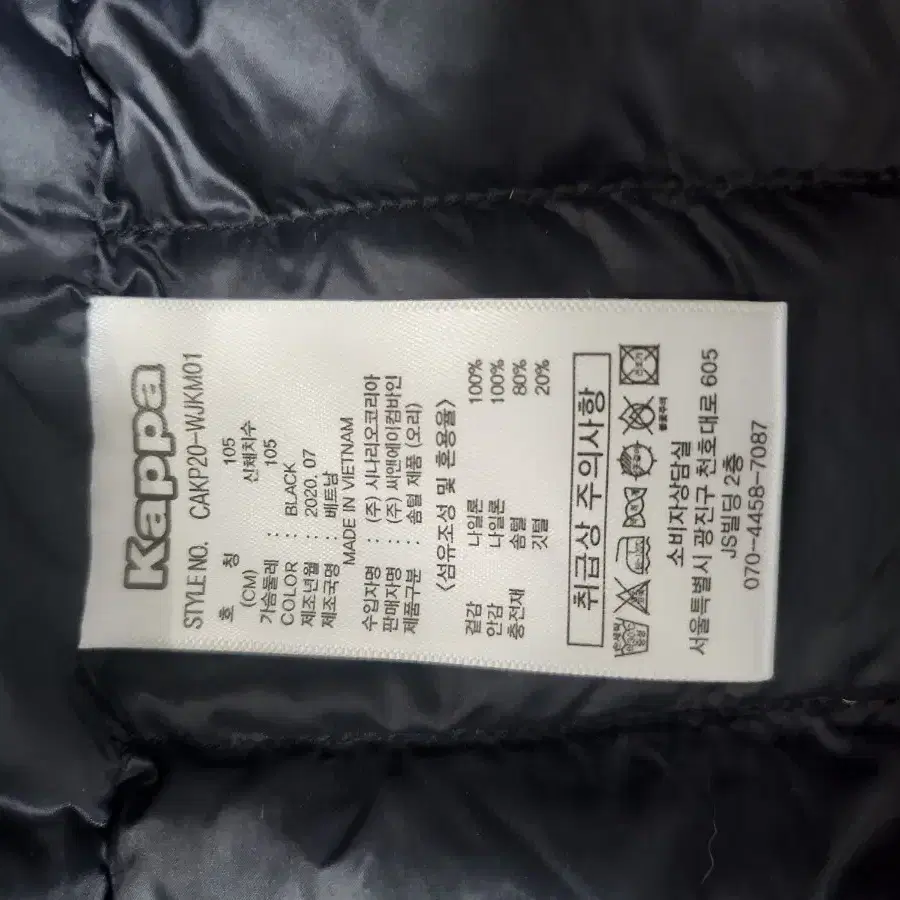 Kappa
STYLE NO. CAKP20-WJKM01
호 칭 105
(CM) 신체치수
가슴둘레 : 105
COLOR : BLACK
제조년월 : 2020. 07
제조국명 : 베트남
MADE IN VIETNAM
수입자명 : (주) 시나리오코리아
판매자명 : (주) 씨앤에이컴바인
제품구분 : 솜털 제품 (오리)
<섬유조성 및 혼용율>
겉감 나일론 100%
안감 나일론 100%
충전재 솜털 80%
깃털 20%
취급상 주의사항
소비자상담실
서울특별시 광진구 천호대로 605
JS빌딩 2층
070-4458-7087